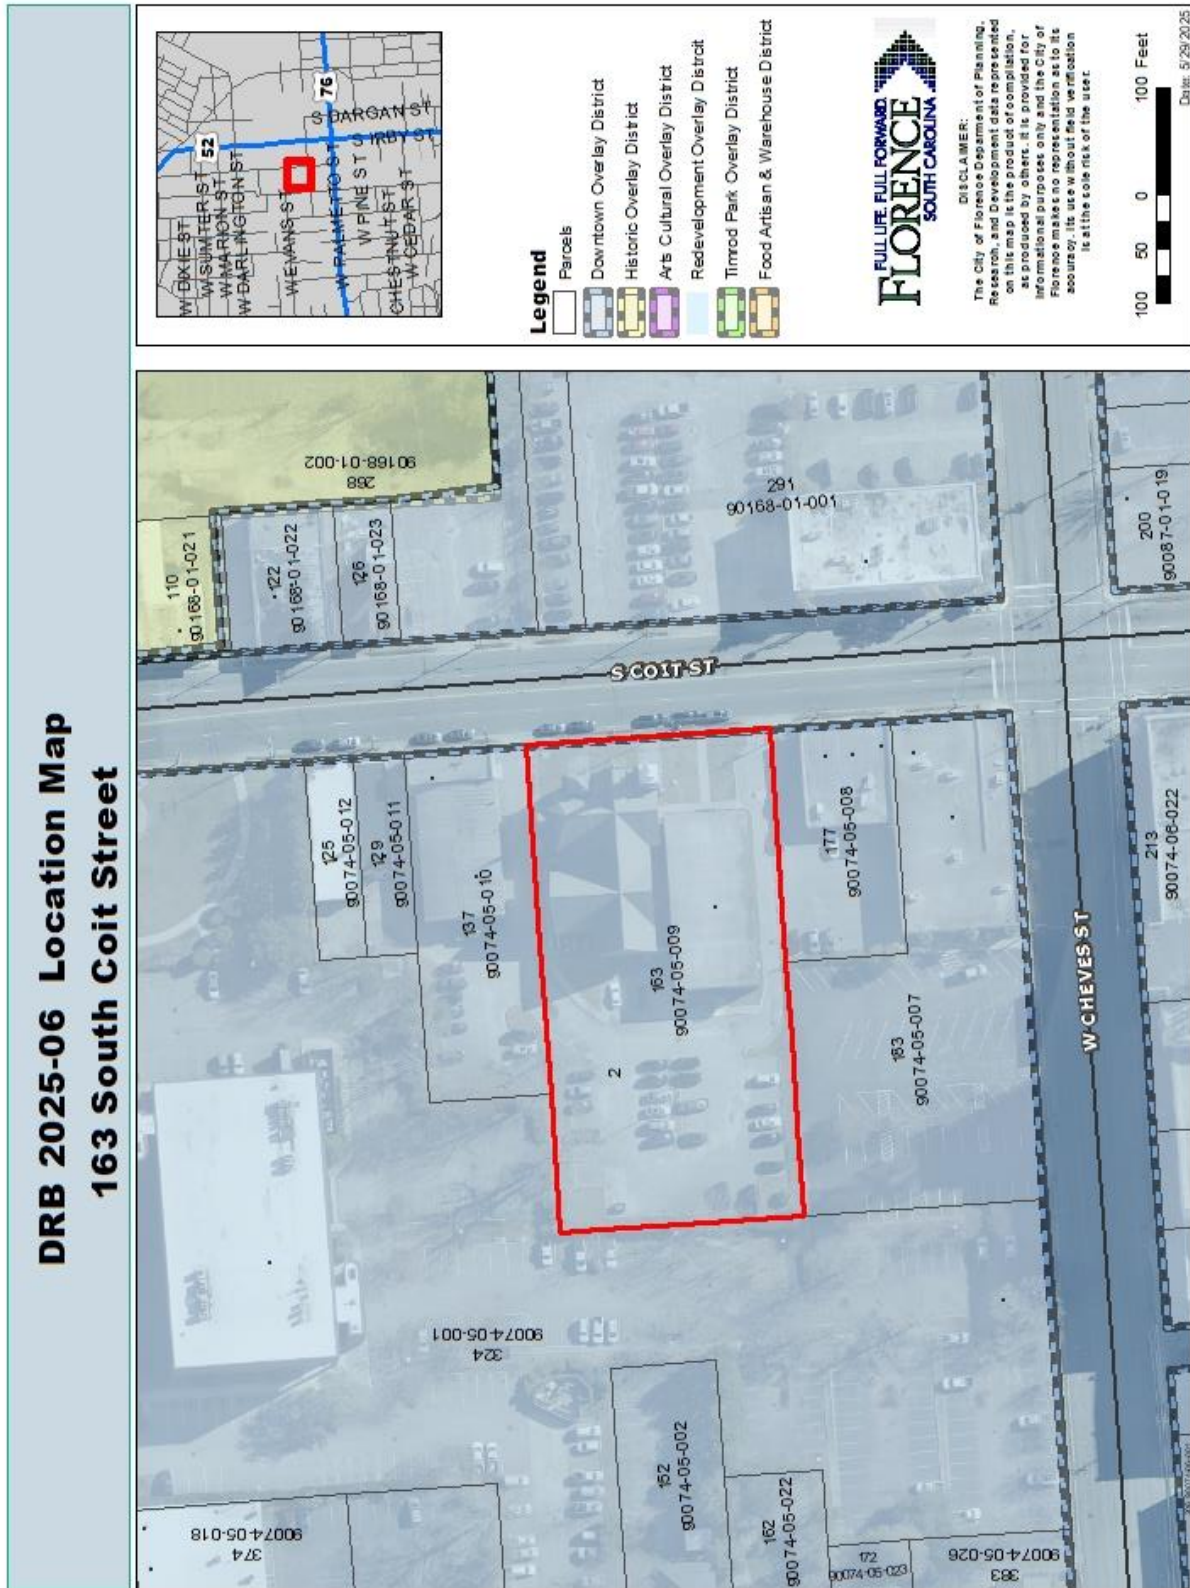 DRB 2025-06 Location Map
163 South Coit Street
110
90168-01-021
122
90168-01-022
126
90168-01-023
268
90168-01-002
291
90168-01-001
200
90087-01-019
S COIT ST
125
90074-05-012
129
90074-05-011
137
90074-05-010
163
90074-05-009
2
177
90074-05-008
183
90074-05-007
213
90074-06-022
W CHEVES ST
324
90074-05-001
152
90074-05-002
162
90074-05-022
172
90074-05-023
374
90074-05-018
383
90074-05-026
W DIXIE ST
W SUMTER ST
W MARION ST
W DARLINGTON ST
W EVANS ST
W PALMETTO ST
W PINE ST
CHESTNUT ST
W CEDAR ST
52
76
S DARGAN ST
S IRBY ST
Legend
Parcels
Downtown Overlay District
Historic Overlay District
Arts Cultural Overlay District
Redevelopment Overlay Distroit
Timrod Park Overlay District
Food Artisan & Warehouse District
FULL LIFE. FULL FORWARD.
FLORENCE
SOUTH CAROLINA
DISCLAIMER:
The City of Florence Department of Planning,
Research, and Development data represented
on this map is the product of compilation,
as produced by others. It is provided for
informational purposes only and the City of
Florence makes no representation as to its
accuracy. Its use without field verification
is at the sole risk of the user.
100 50 0 100 Feet
Date: 5/29/2025